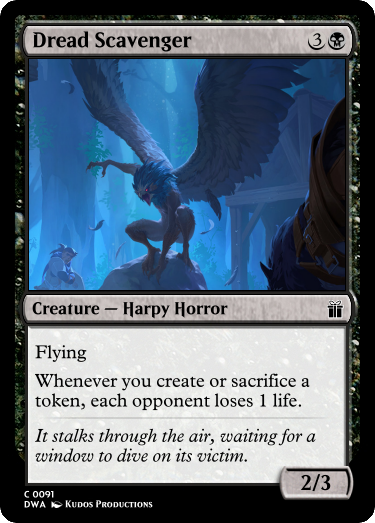 Dread Scavenger 3
Creature — Harpy Horror
Flying
Whenever you create or sacrifice a
token, each opponent loses 1 life.
It stalks through the air, waiting for a
window to dive on its victim.
2/3
C 0091
DWA Kudos Productions